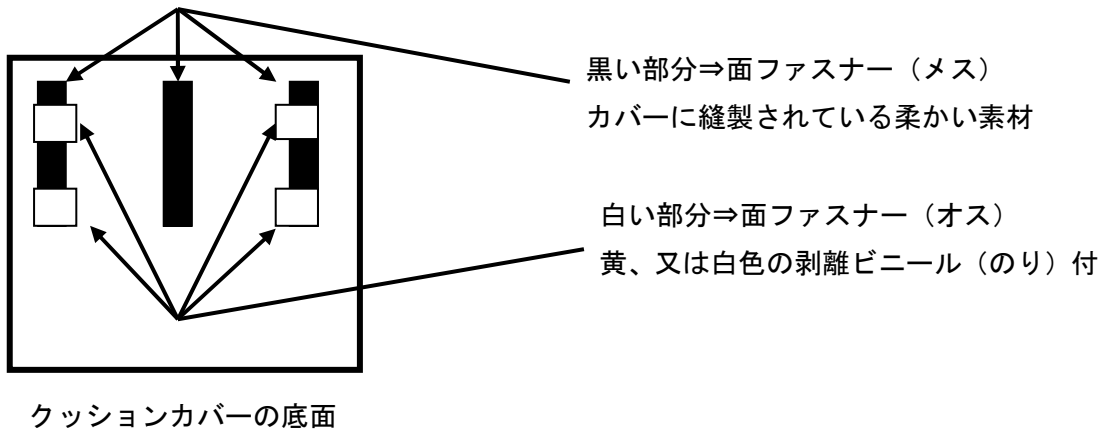 黒い部分⇒面ファスナー（メス）
カバーに縫製されている柔かい素材
白い部分⇒面ファスナー（オス）
黄、又は白色の剥離ビニール（のり）付
クッションカバーの底面